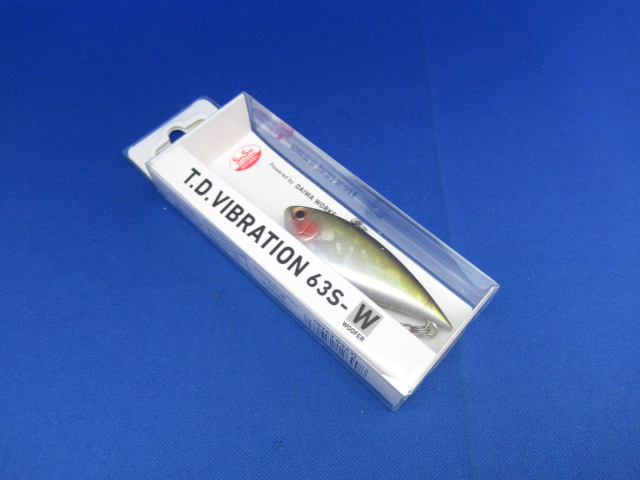 Powered by DAIWA WORKS
T.D.VIBRATION 63S-W
WOOFER